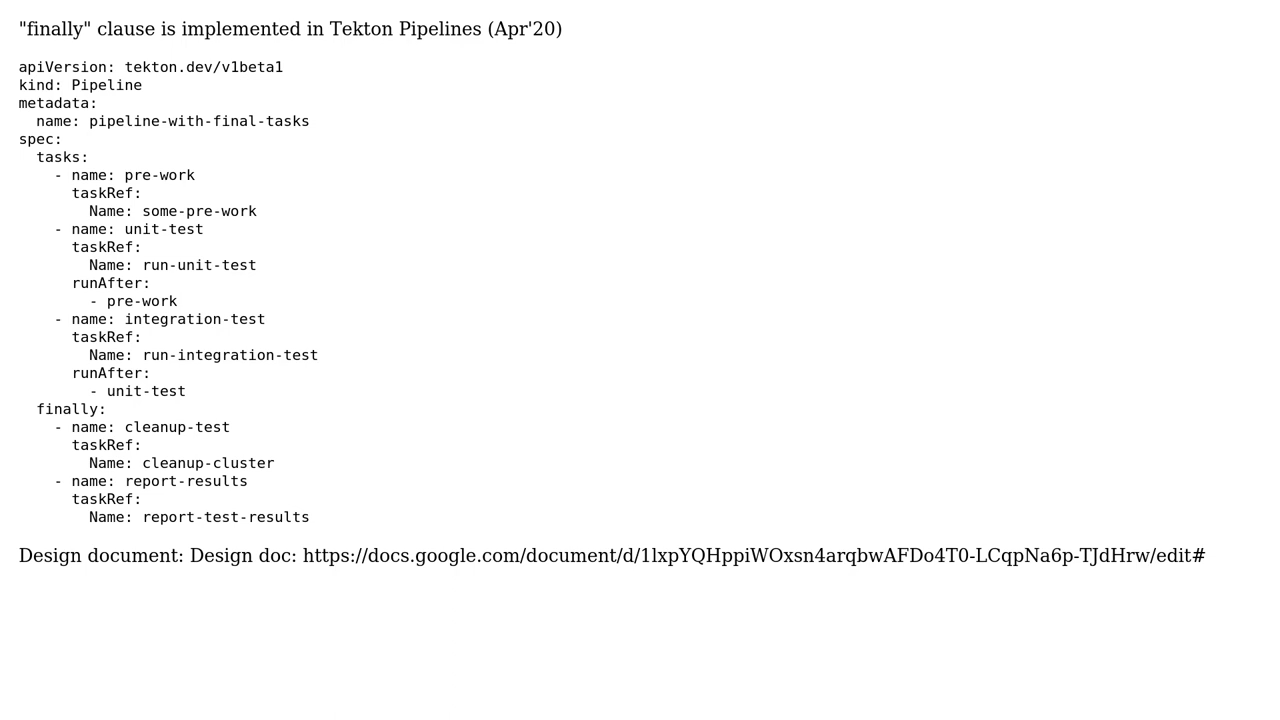 "finally" clause is implemented in Tekton Pipelines (Apr'20)
apiVersion: tekton.dev/v1beta1
kind: Pipeline
metadata:
  name: pipeline-with-final-tasks
spec:
  tasks:
    - name: pre-work
      taskRef:
        Name: some-pre-work
    - name: unit-test
      taskRef:
        Name: run-unit-test
      runAfter:
        - pre-work
    - name: integration-test
      taskRef:
        Name: run-integration-test
      runAfter:
        - unit-test
  finally:
    - name: cleanup-test
      taskRef:
        Name: cleanup-cluster
    - name: report-results
      taskRef:
        Name: report-test-results
Design document: Design doc: https://docs.google.com/document/d/1lxpYQHppiWOxsn4arqbwAFDo4T0-LCqpNa6p-TJdHrw/edit#